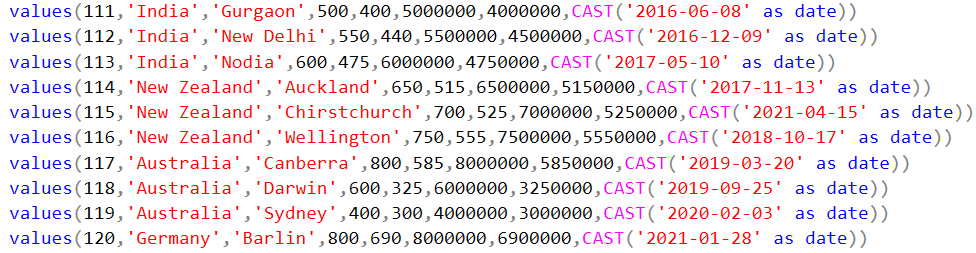 values(111,'India','Gurgaon',500,400,5000000,4000000,CAST('2016-06-08' as date))
values(112,'India','New Delhi',550,440,5500000,4500000,CAST('2016-12-09' as date))
values(113,'India','Nodia',600,475,6000000,4750000,CAST('2017-05-10' as date))
values(114,'New Zealand','Auckland',650,515,6500000,5150000,CAST('2017-11-13' as date))
values(115,'New Zealand','Chirstchurch',700,525,7000000,5250000,CAST('2021-04-15' as date))
values(116,'New Zealand','Wellington',750,555,7500000,5550000,CAST('2018-10-17' as date))
values(117,'Australia','Canberra',800,585,8000000,5850000,CAST('2019-03-20' as date))
values(118,'Australia','Darwin',600,325,6000000,3250000,CAST('2019-09-25' as date))
values(119,'Australia','Sydney',400,300,4000000,3000000,CAST('2020-02-03' as date))
values(120,'Germany','Barlin',800,690,8000000,6900000,CAST('2021-01-28' as date))